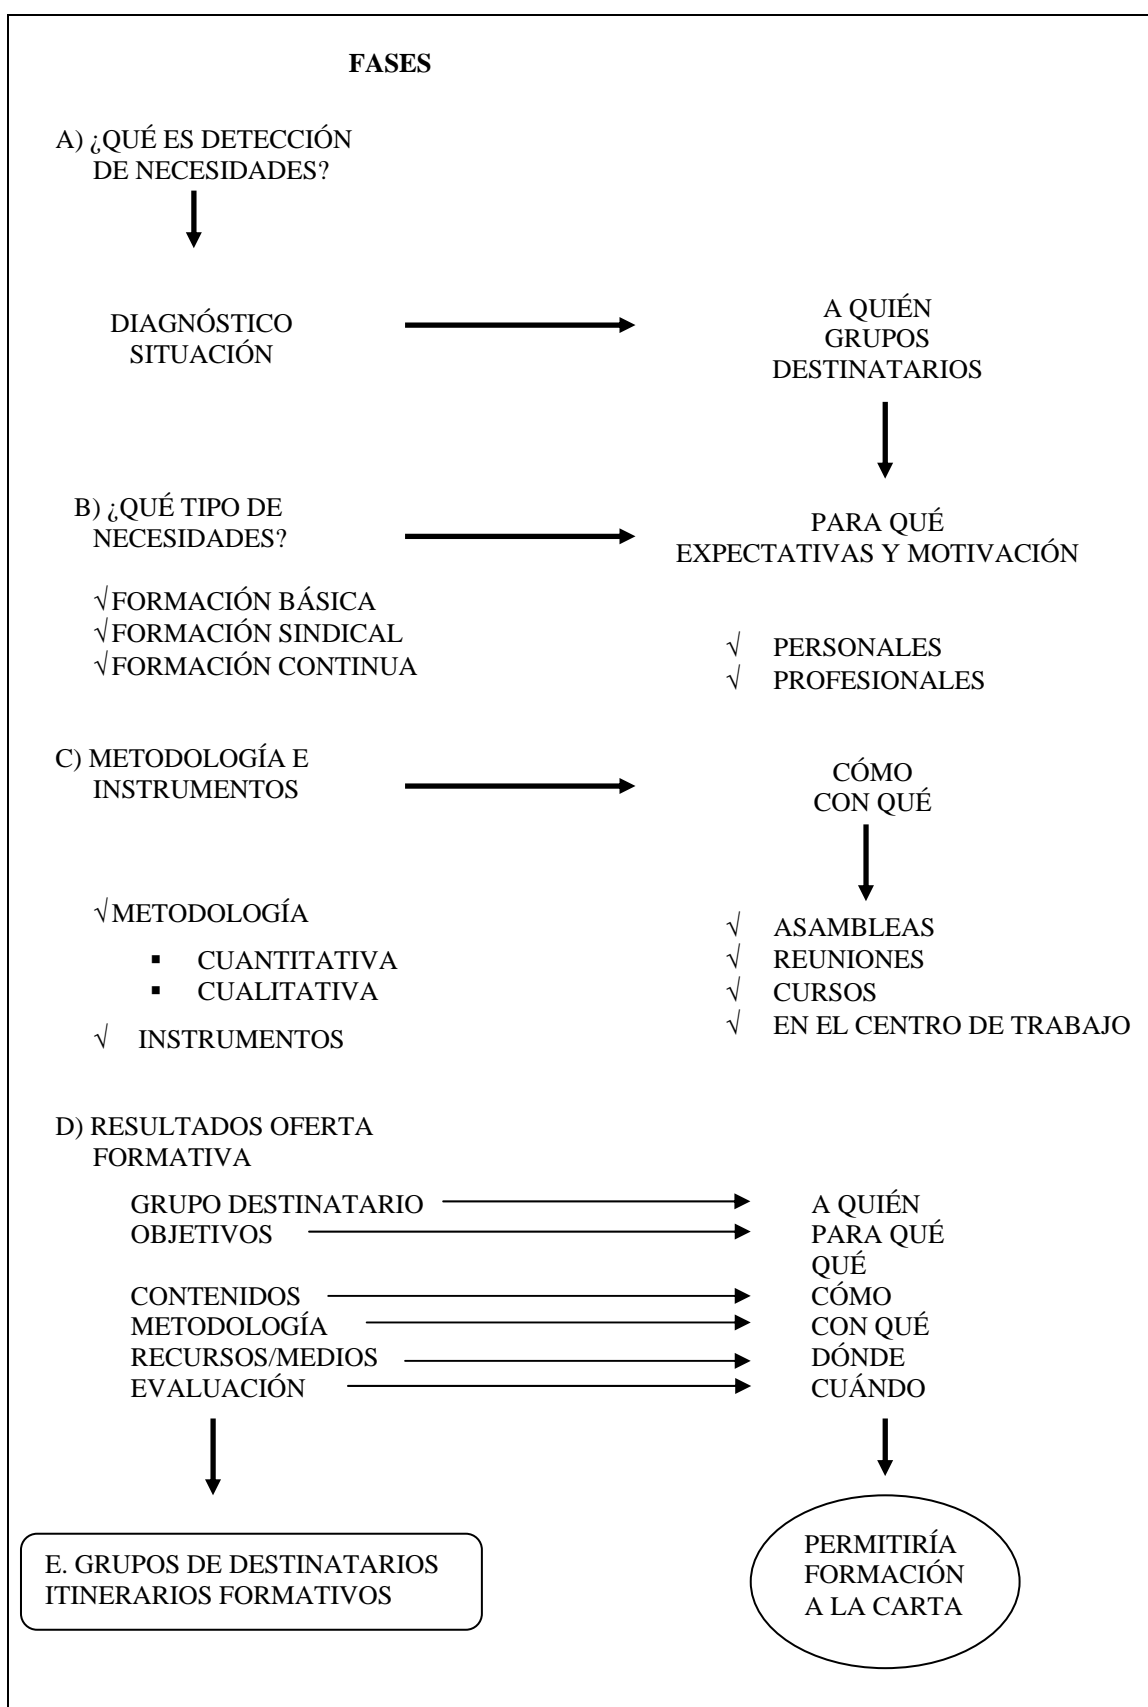 FASES
A) ¿QUÉ ES DETECCIÓN
DE NECESIDADES?
DIAGNÓSTICO
SITUACIÓN
A QUIÉN
GRUPOS
DESTINATARIOS
B) ¿QUÉ TIPO DE
NECESIDADES?
√ FORMACIÓN BÁSICA
√ FORMACIÓN SINDICAL
√ FORMACIÓN CONTINUA
PARA QUÉ
EXPECTATIVAS Y MOTIVACIÓN
√ PERSONALES
√ PROFESIONALES
C) METODOLOGÍA E
INSTRUMENTOS
CÓMO
CON QUÉ
√ METODOLOGÍA
▪ CUANTITATIVA
▪ CUALITATIVA
√ INSTRUMENTOS
√ ASAMBLEAS
√ REUNIONES
√ CURSOS
√ EN EL CENTRO DE TRABAJO
D) RESULTADOS OFERTA
FORMATIVA
GRUPO DESTINATARIO
OBJETIVOS
CONTENIDOS
METODOLOGÍA
RECURSOS/MEDIOS
EVALUACIÓN
A QUIÉN
PARA QUÉ
QUÉ
CÓMO
CON QUÉ
DÓNDE
CUÁNDO
E. GRUPOS DE DESTINATARIOS
ITINERARIOS FORMATIVOS
PERMITIRÍA
FORMACIÓN
A LA CARTA